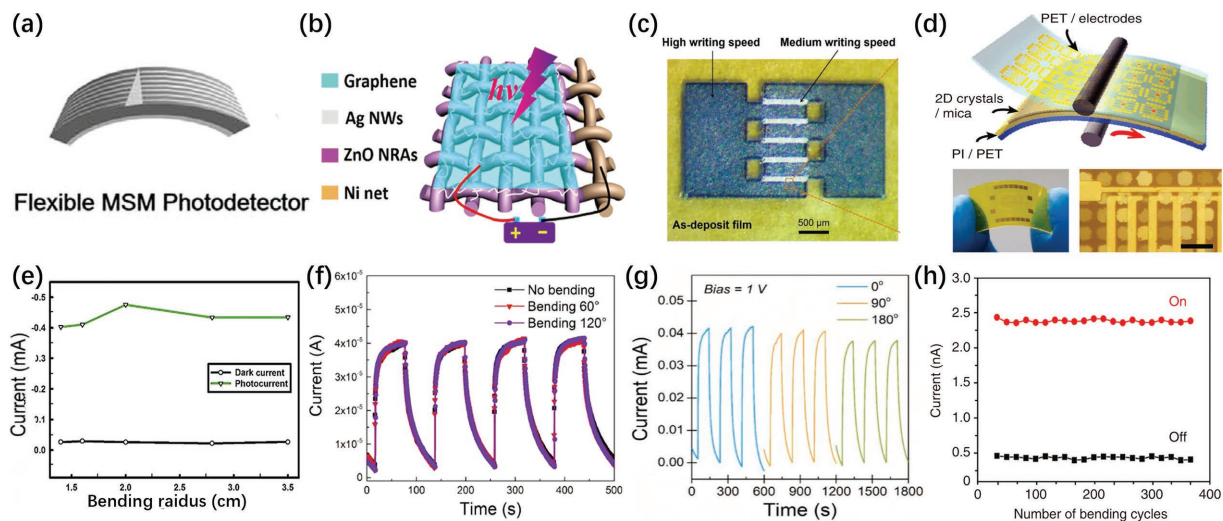 (a)
Flexible MSM Photodetector
(b)
Graphene
Ag NWs
ZnO NRAs
Ni net
hv
+ −
(c)
High writing speed
Medium writing speed
As-deposit film
500 μm
(d)
PET / electrodes
2D crystals
/ mica
PI / PET
(e)
Current (mA)
-0.5
-0.4
-0.2
0.0
Dark current
Photocurrent
1.5 2.0 2.5 3.0 3.5
Bending raidus (cm)
(f)
Current (A)
6x10⁻⁵
5x10⁻⁵
4x10⁻⁵
3x10⁻⁵
2x10⁻⁵
1x10⁻⁵
0
No bending
Bending 60°
Bending 120°
0 100 200 300 400 500
Time (s)
(g)
Current (mA)
0.06
0.05
0.04
0.03
0.02
0.01
0.00
Bias = 1 V
0°
90°
180°
0 300 600 900 1200 1500 1800
Time (s)
(h)
Current (nA)
3.0
2.5
2.0
1.5
1.0
0.5
0.0
On
Off
0 50 100 150 200 250 300 350 400
Number of bending cycles